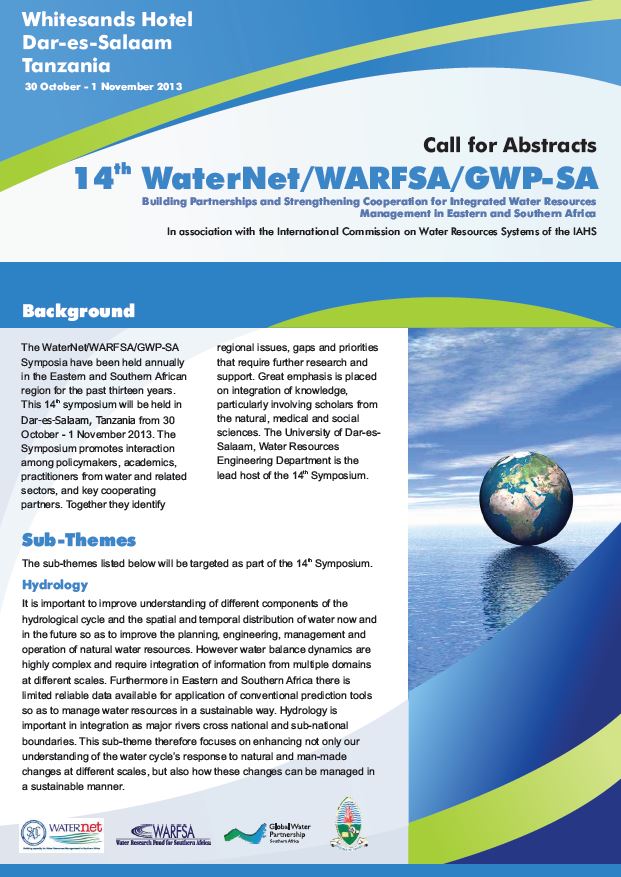 Whitesands Hotel
Dar-es-Salaam
Tanzania
30 October - 1 November 2013
Call for Abstracts
14th WaterNet/WARFSA/GWP-SA
Building Partnerships and Strengthening Cooperation for Integrated Water Resources
Management in Eastern and Southern Africa
In association with the International Commission on Water Resources Systems of the IAHS
Background
The WaterNet/WARFSA/GWP-SA
Symposia have been held annually
in the Eastern and Southern African
region for the past thirteen years.
This 14th symposium will be held in
Dar-es-Salaam, Tanzania from 30
October - 1 November 2013. The
Symposium promotes interaction
among policymakers, academics,
practitioners from water and related
sectors, and key cooperating
partners. Together they identify
regional issues, gaps and priorities
that require further research and
support. Great emphasis is placed
on integration of knowledge,
particularly involving scholars from
the natural, medical and social
sciences. The University of Dar-es-
Salaam, Water Resources
Engineering Department is the
lead host of the 14th Symposium.
Sub-Themes
The sub-themes listed below will be targeted as part of the 14th Symposium.
Hydrology
It is important to improve understanding of different components of the
hydrological cycle and the spatial and temporal distribution of water now and
in the future so as to improve the planning, engineering, management and
operation of natural water resources. However water balance dynamics are
highly complex and require integration of information from multiple domains
at different scales. Furthermore in Eastern and Southern Africa there is
limited reliable data available for application of conventional prediction tools
so as to manage water resources in a sustainable way. Hydrology is
important in integration as major rivers cross national and sub-national
boundaries. This sub-theme therefore focuses on enhancing not only our
understanding of the water cycle's response to natural and man-made
changes at different scales, but also how these changes can be managed in
a sustainable manner.
WATERnet
WARFSA
Water Research Fund for Southern Africa
Global Water
Partnership
Southern Africa